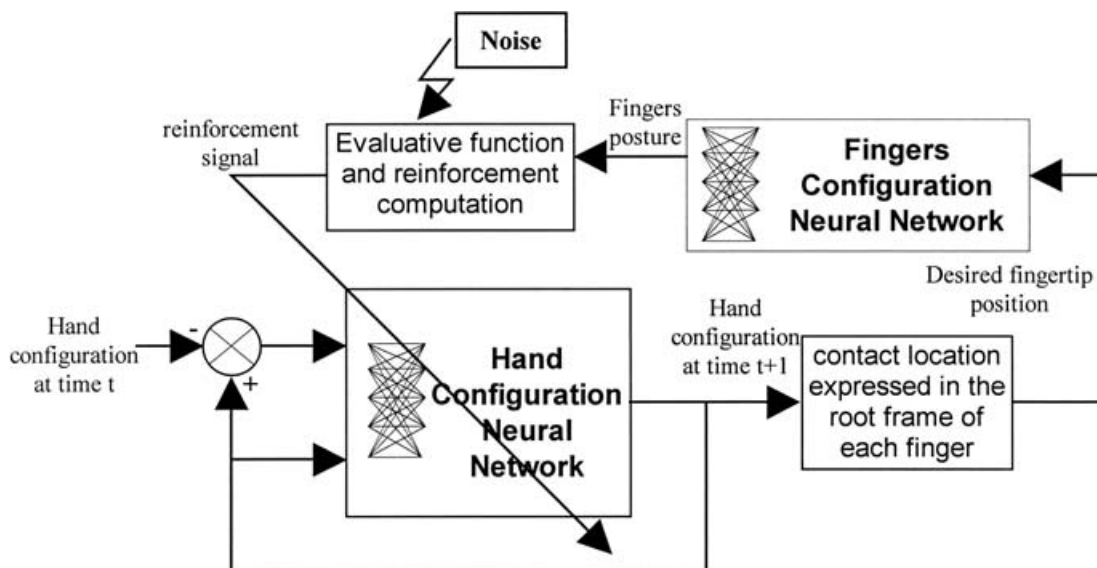 Noise
reinforcement
signal
Evaluative function
and reinforcement
computation
Fingers
posture
Fingers
Configuration
Neural Network
Desired fingertip
position
Hand
configuration
at time t
-
+
Hand
Configuration
Neural
Network
Hand
configuration
at time t+1
contact location
expressed in the
root frame of
each finger